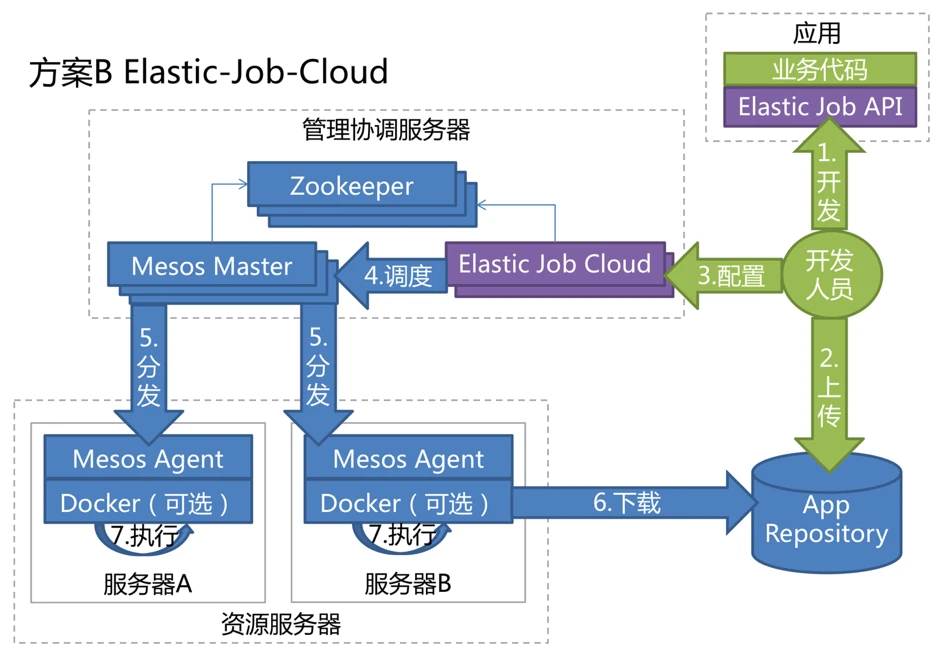 方案B Elastic-Job-Cloud
应用
业务代码
Elastic Job API
管理协调服务器
Zookeeper
1.
开
发
Mesos Master
4.调度
Elastic Job Cloud
3.配置
开发
人员
5.
分
发
5.
分
发
2.
上
传
Mesos Agent
Docker（可选）
7.执行
服务器A
Mesos Agent
Docker（可选）
7.执行
服务器B
6.下载
App
Repository
资源服务器